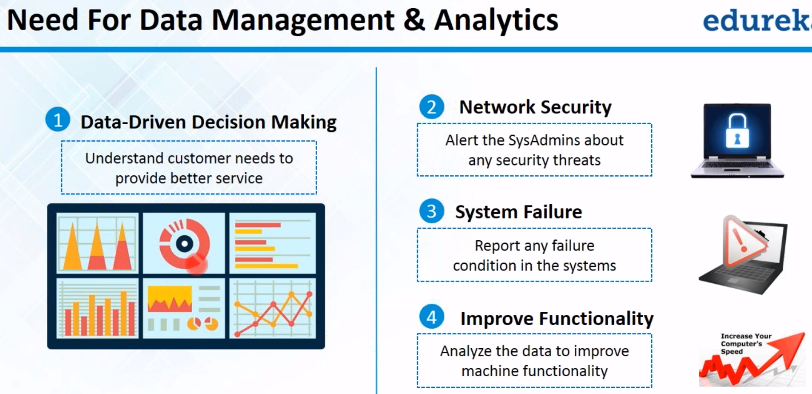 Need For Data Management & Analytics
edureka
1 Data-Driven Decision Making
Understand customer needs to
provide better service
2 Network Security
Alert the SysAdmins about
any security threats
3 System Failure
Report any failure
condition in the systems
4 Improve Functionality
Analyze the data to improve
machine functionality
Increase Your
Computer's
Speed